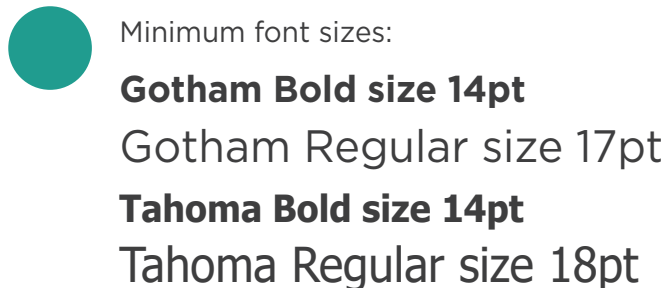 Minimum font sizes:
Gotham Bold size 14pt
Gotham Regular size 17pt
Tahoma Bold size 14pt
Tahoma Regular size 18pt